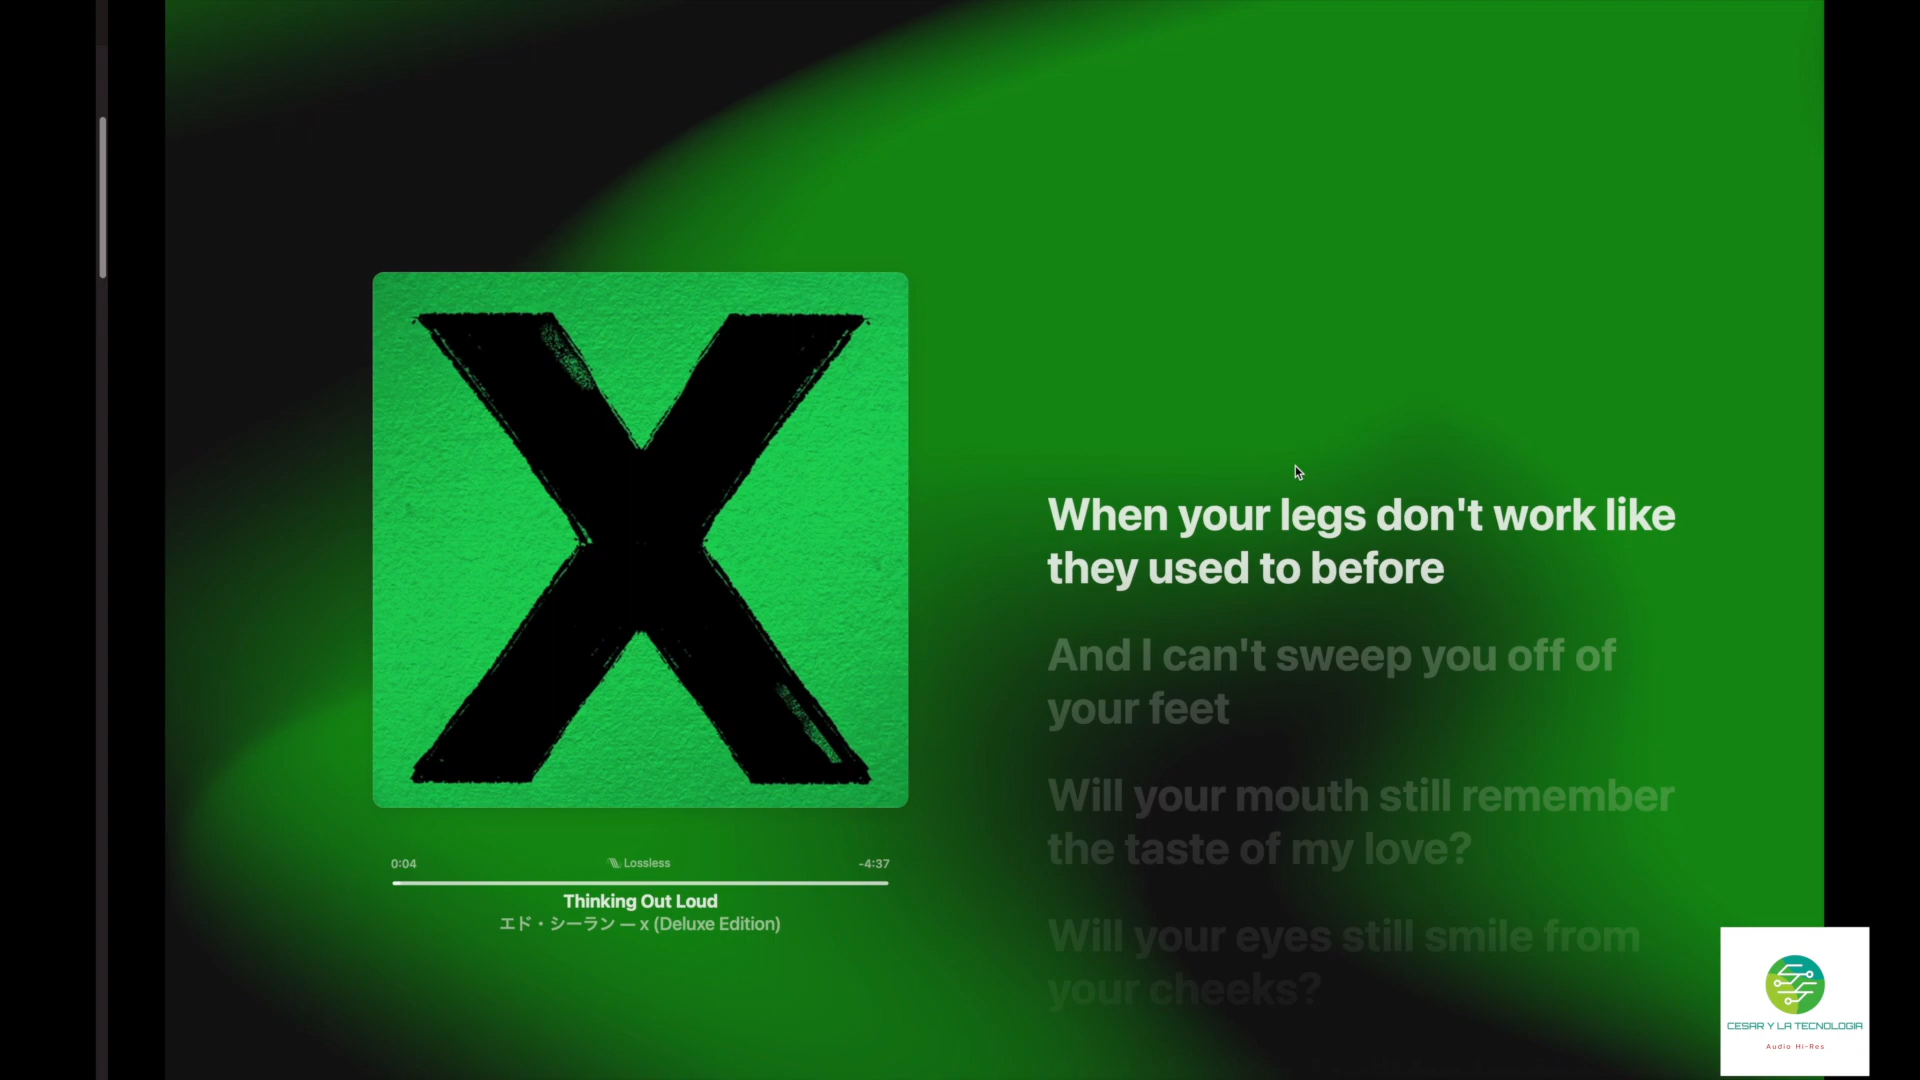 X
When your legs don't work like
they used to before
And I can't sweep you off of
your feet
Will your mouth still remember
the taste of my love?
Will your eyes still smile from
your cheeks?
0:04
Lossless
-4:37
Thinking Out Loud
エド・シーラン — x (Deluxe Edition)
CESAR Y LA TECNOLOGIA
Audio Hi-Res